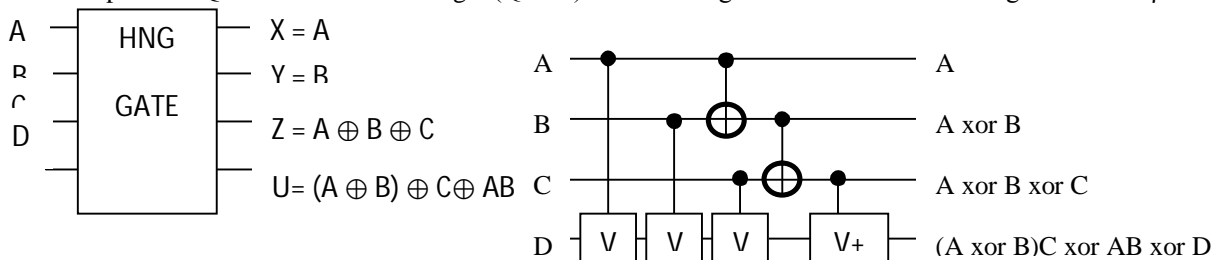 A HNG X = A
B GATE Y = B
C
D Z = A ⊕ B ⊕ C
U= (A ⊕ B) ⊕ C⊕ AB
A A
B A xor B
C A xor B xor C
D V V V V+ (A xor B)C xor AB xor D